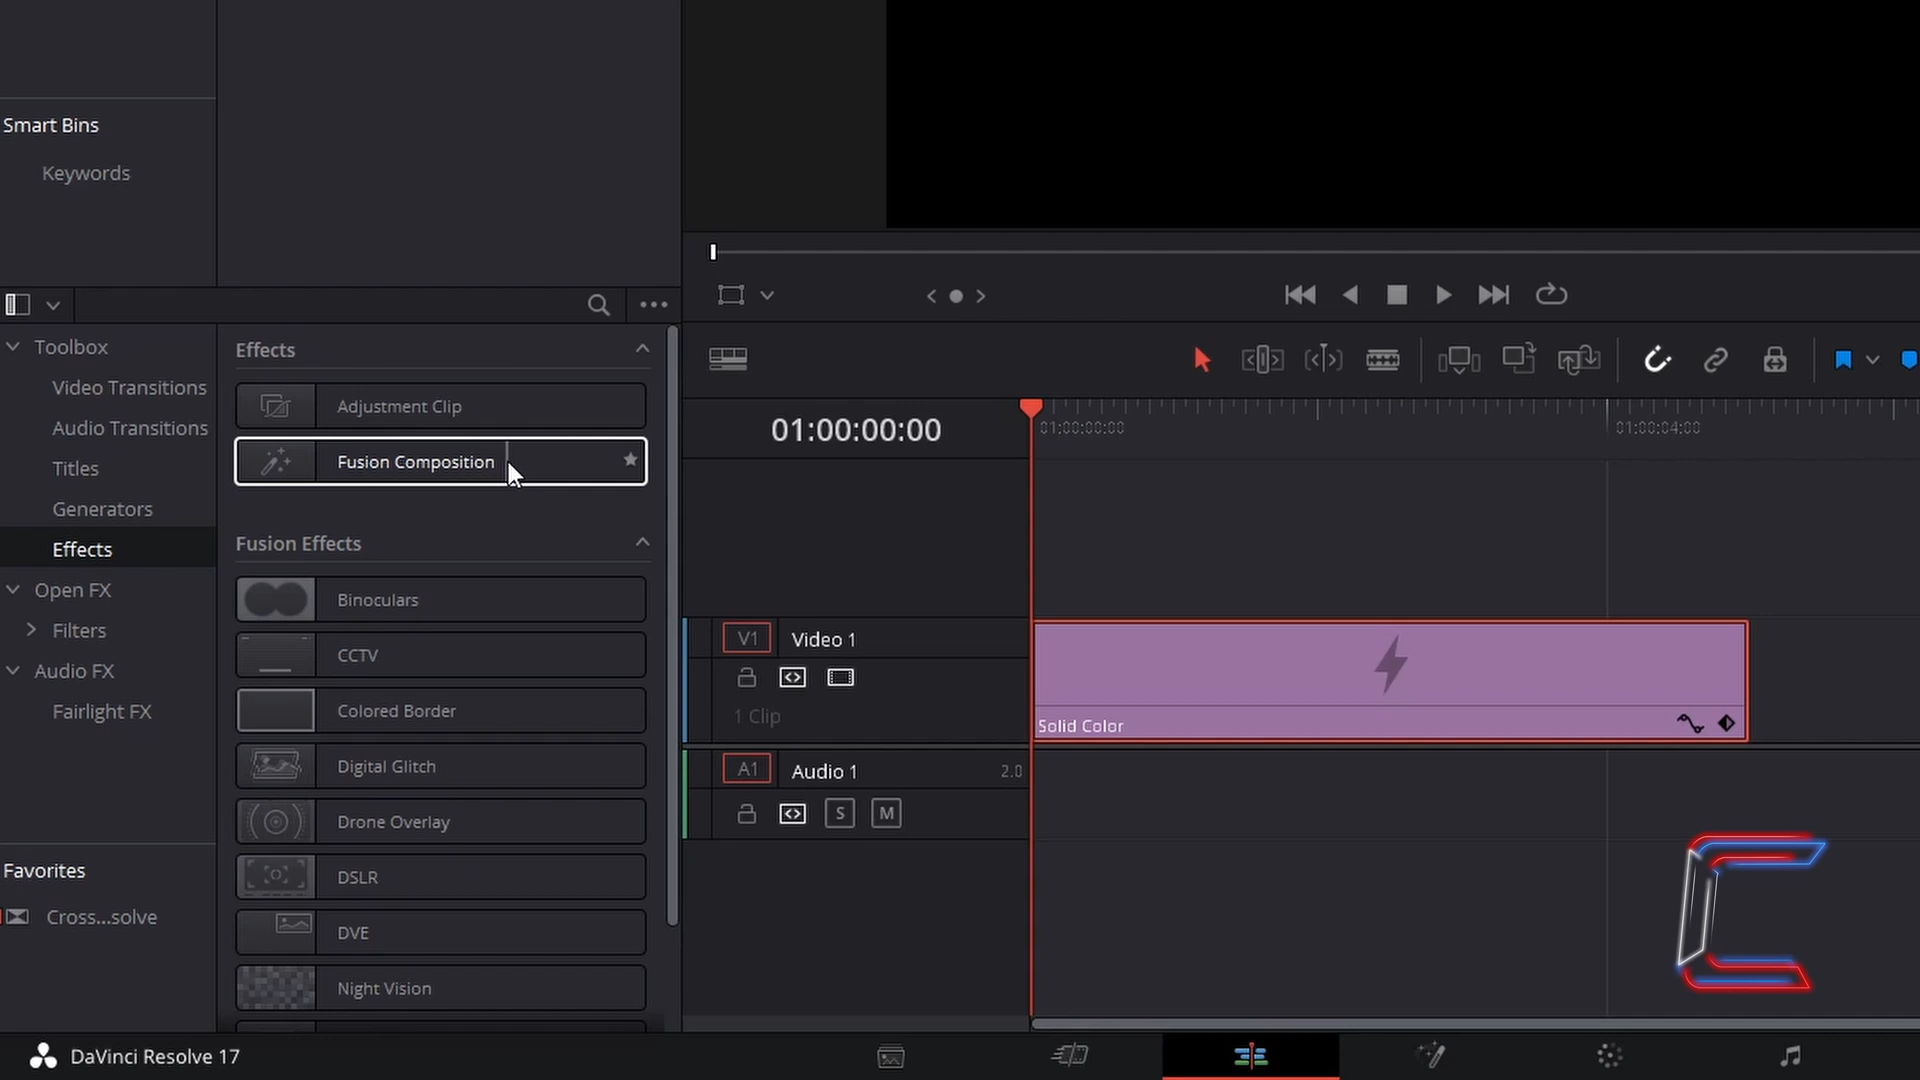 Smart Bins
Keywords
Toolbox
Video Transitions
Audio Transitions
Titles
Generators
Effects
Open FX
Filters
Audio FX
Fairlight FX
Favorites
Cross...solve
Effects
Adjustment Clip
Fusion Composition
Fusion Effects
Binoculars
CCTV
Colored Border
Digital Glitch
Drone Overlay
DSLR
DVE
Night Vision
01:00:00:00
01:00:00:00
01:00:04:00
V1 Video 1
1 Clip
Solid Color
A1 Audio 1 2.0
S M
DaVinci Resolve 17